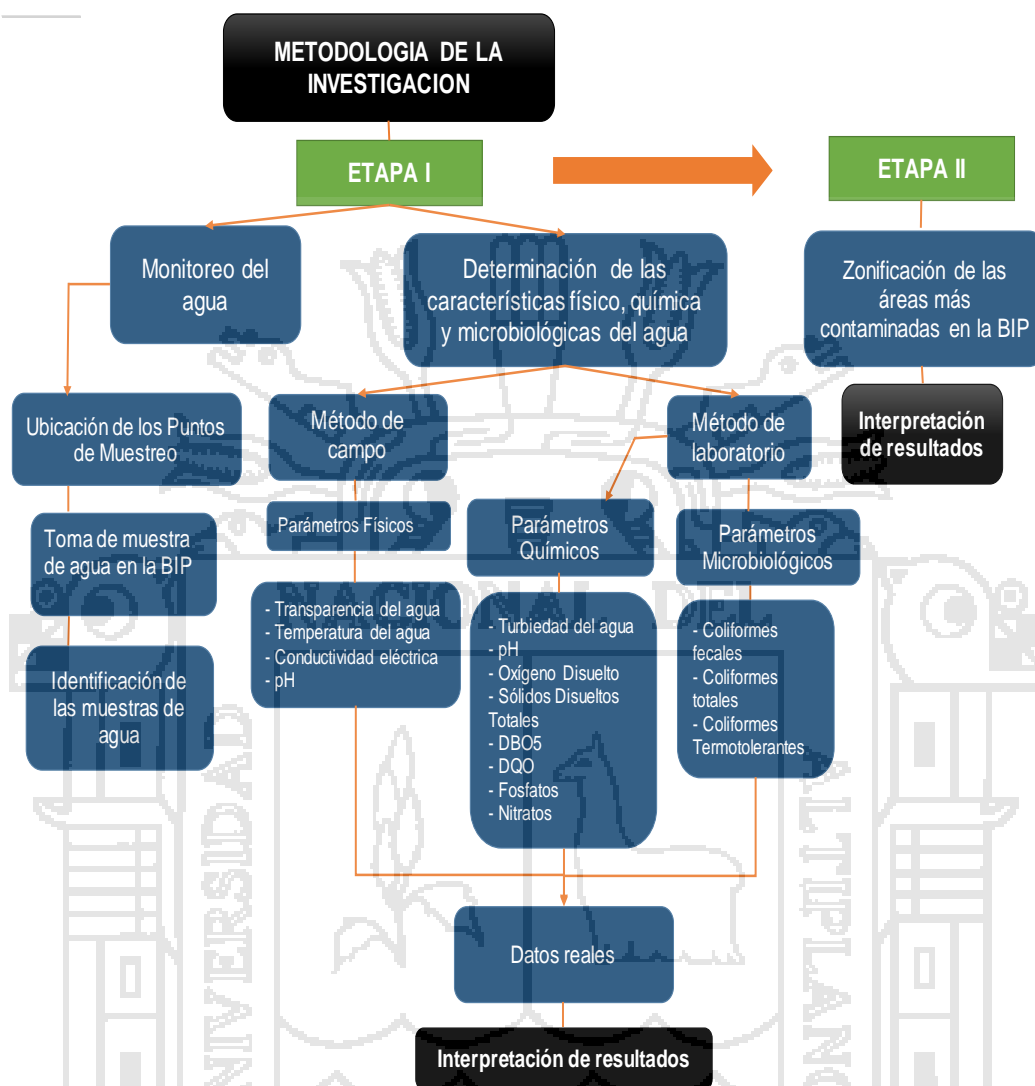 METODOLOGIA DE LA
INVESTIGACION
ETAPA I
ETAPA II
Monitoreo del
agua
Determinación de las
características físico, química
y microbiológicas del agua
Zonificación de las
áreas más
contaminadas en la BIP
Ubicación de los Puntos
de Muestreo
Método de
campo
Método de
laboratorio
Interpretación
de resultados
Toma de muestra
de agua en la BIP
Parámetros Físicos
Parámetros
Químicos
Parámetros
Microbiológicos
Identificación de
las muestras de
agua
- Transparencia del agua
- Temperatura del agua
- Conductividad eléctrica
- pH
- Turbiedad del agua
- pH
- Oxígeno Disuelto
- Sólidos Disueltos
Totales
- DBO5
- DQO
- Fosfatos
- Nitratos
- Coliformes
fecales
- Coliformes
totales
- Coliformes
Termotolerantes
Datos reales
Interpretación de resultados
NACIONAL DEL
UNIVERSIDAD
ALTIPLANO